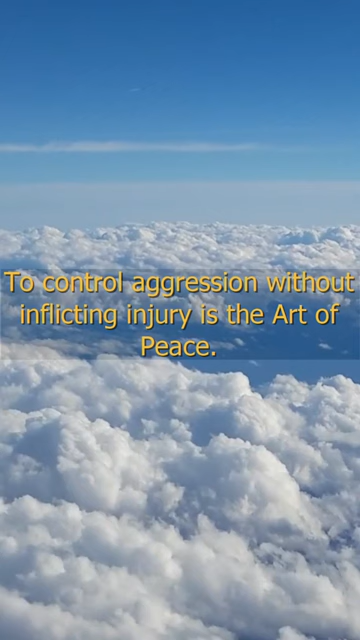 To control aggression without
inflicting injury is the Art of
Peace.